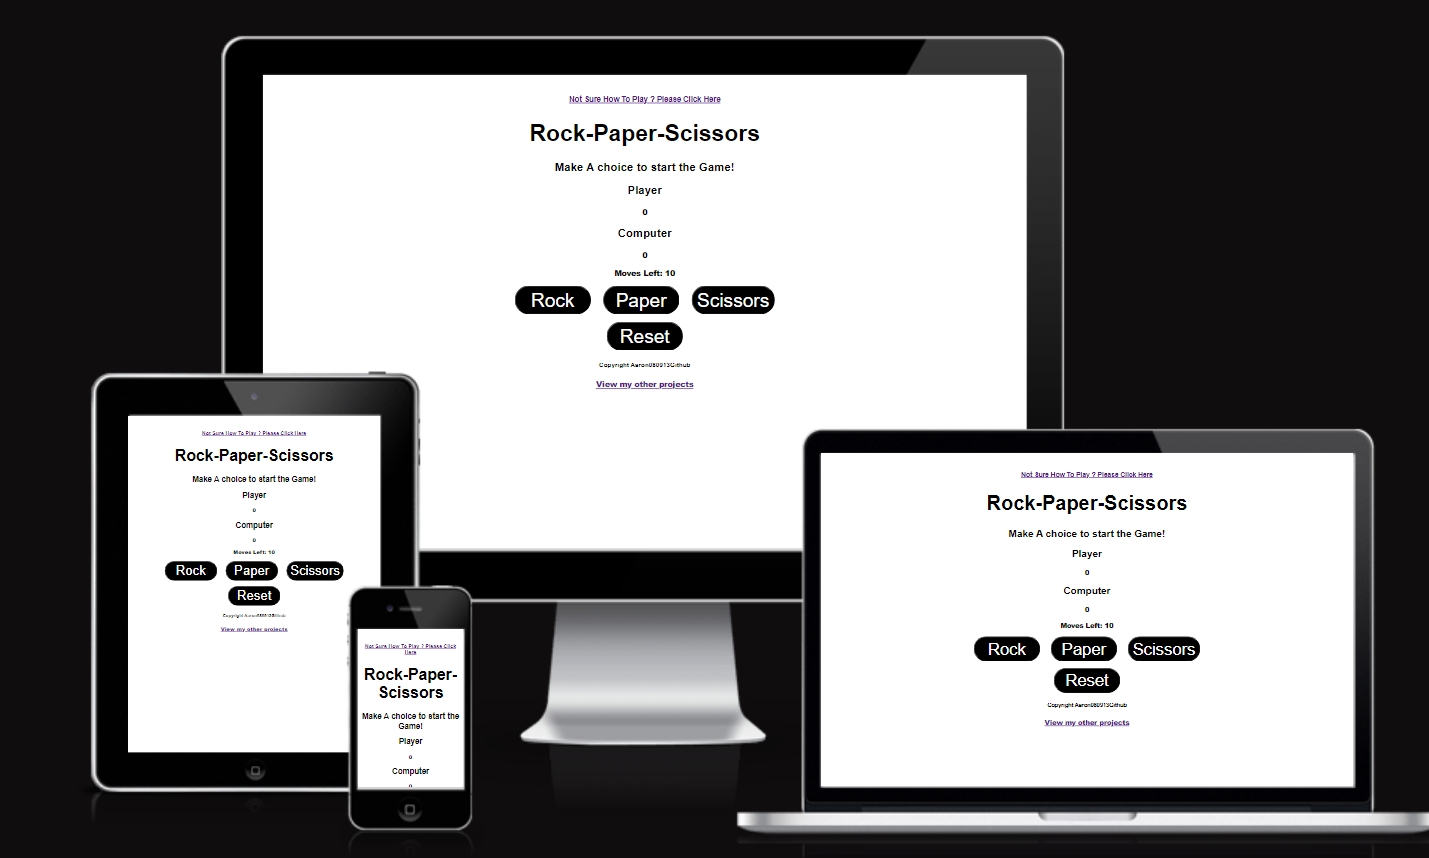 Not Sure How To Play ? Please Click Here
Rock-Paper-Scissors
Make A choice to start the Game!
Player
0
Computer
0
Moves Left: 10
Rock Paper Scissors
Reset
Copyright Aaron080913Github
View my other projects
Not Sure How To Play ? Please Click Here
Rock-Paper-Scissors
Make A choice to start the Game!
Player
0
Computer
0
Moves Left: 10
Rock Paper Scissors
Reset
Copyright Aaron080913Github
View my other projects
Not Sure How To Play ? Please Click
Here
Rock-Paper-
Scissors
Make A choice to start the
Game!
Player
0
Computer
0
Not Sure How To Play ? Please Click Here
Rock-Paper-Scissors
Make A choice to start the Game!
Player
0
Computer
0
Moves Left: 10
Rock Paper Scissors
Reset
Copyright Aaron080913Github
View my other projects